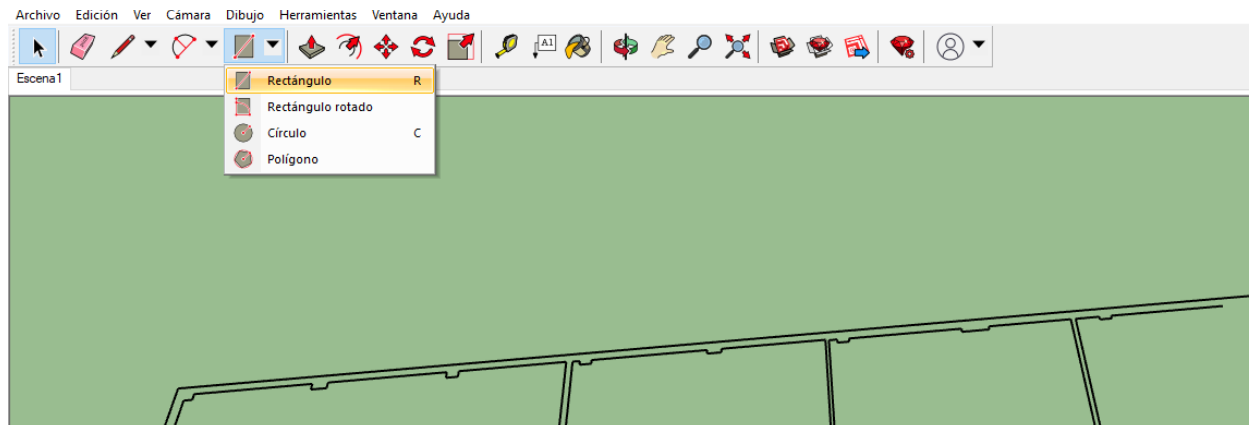 Archivo Edición Ver Cámara Dibujo Herramientas Ventana Ayuda
A1
Escena1
Rectángulo R
Rectángulo rotado
Círculo C
Polígono